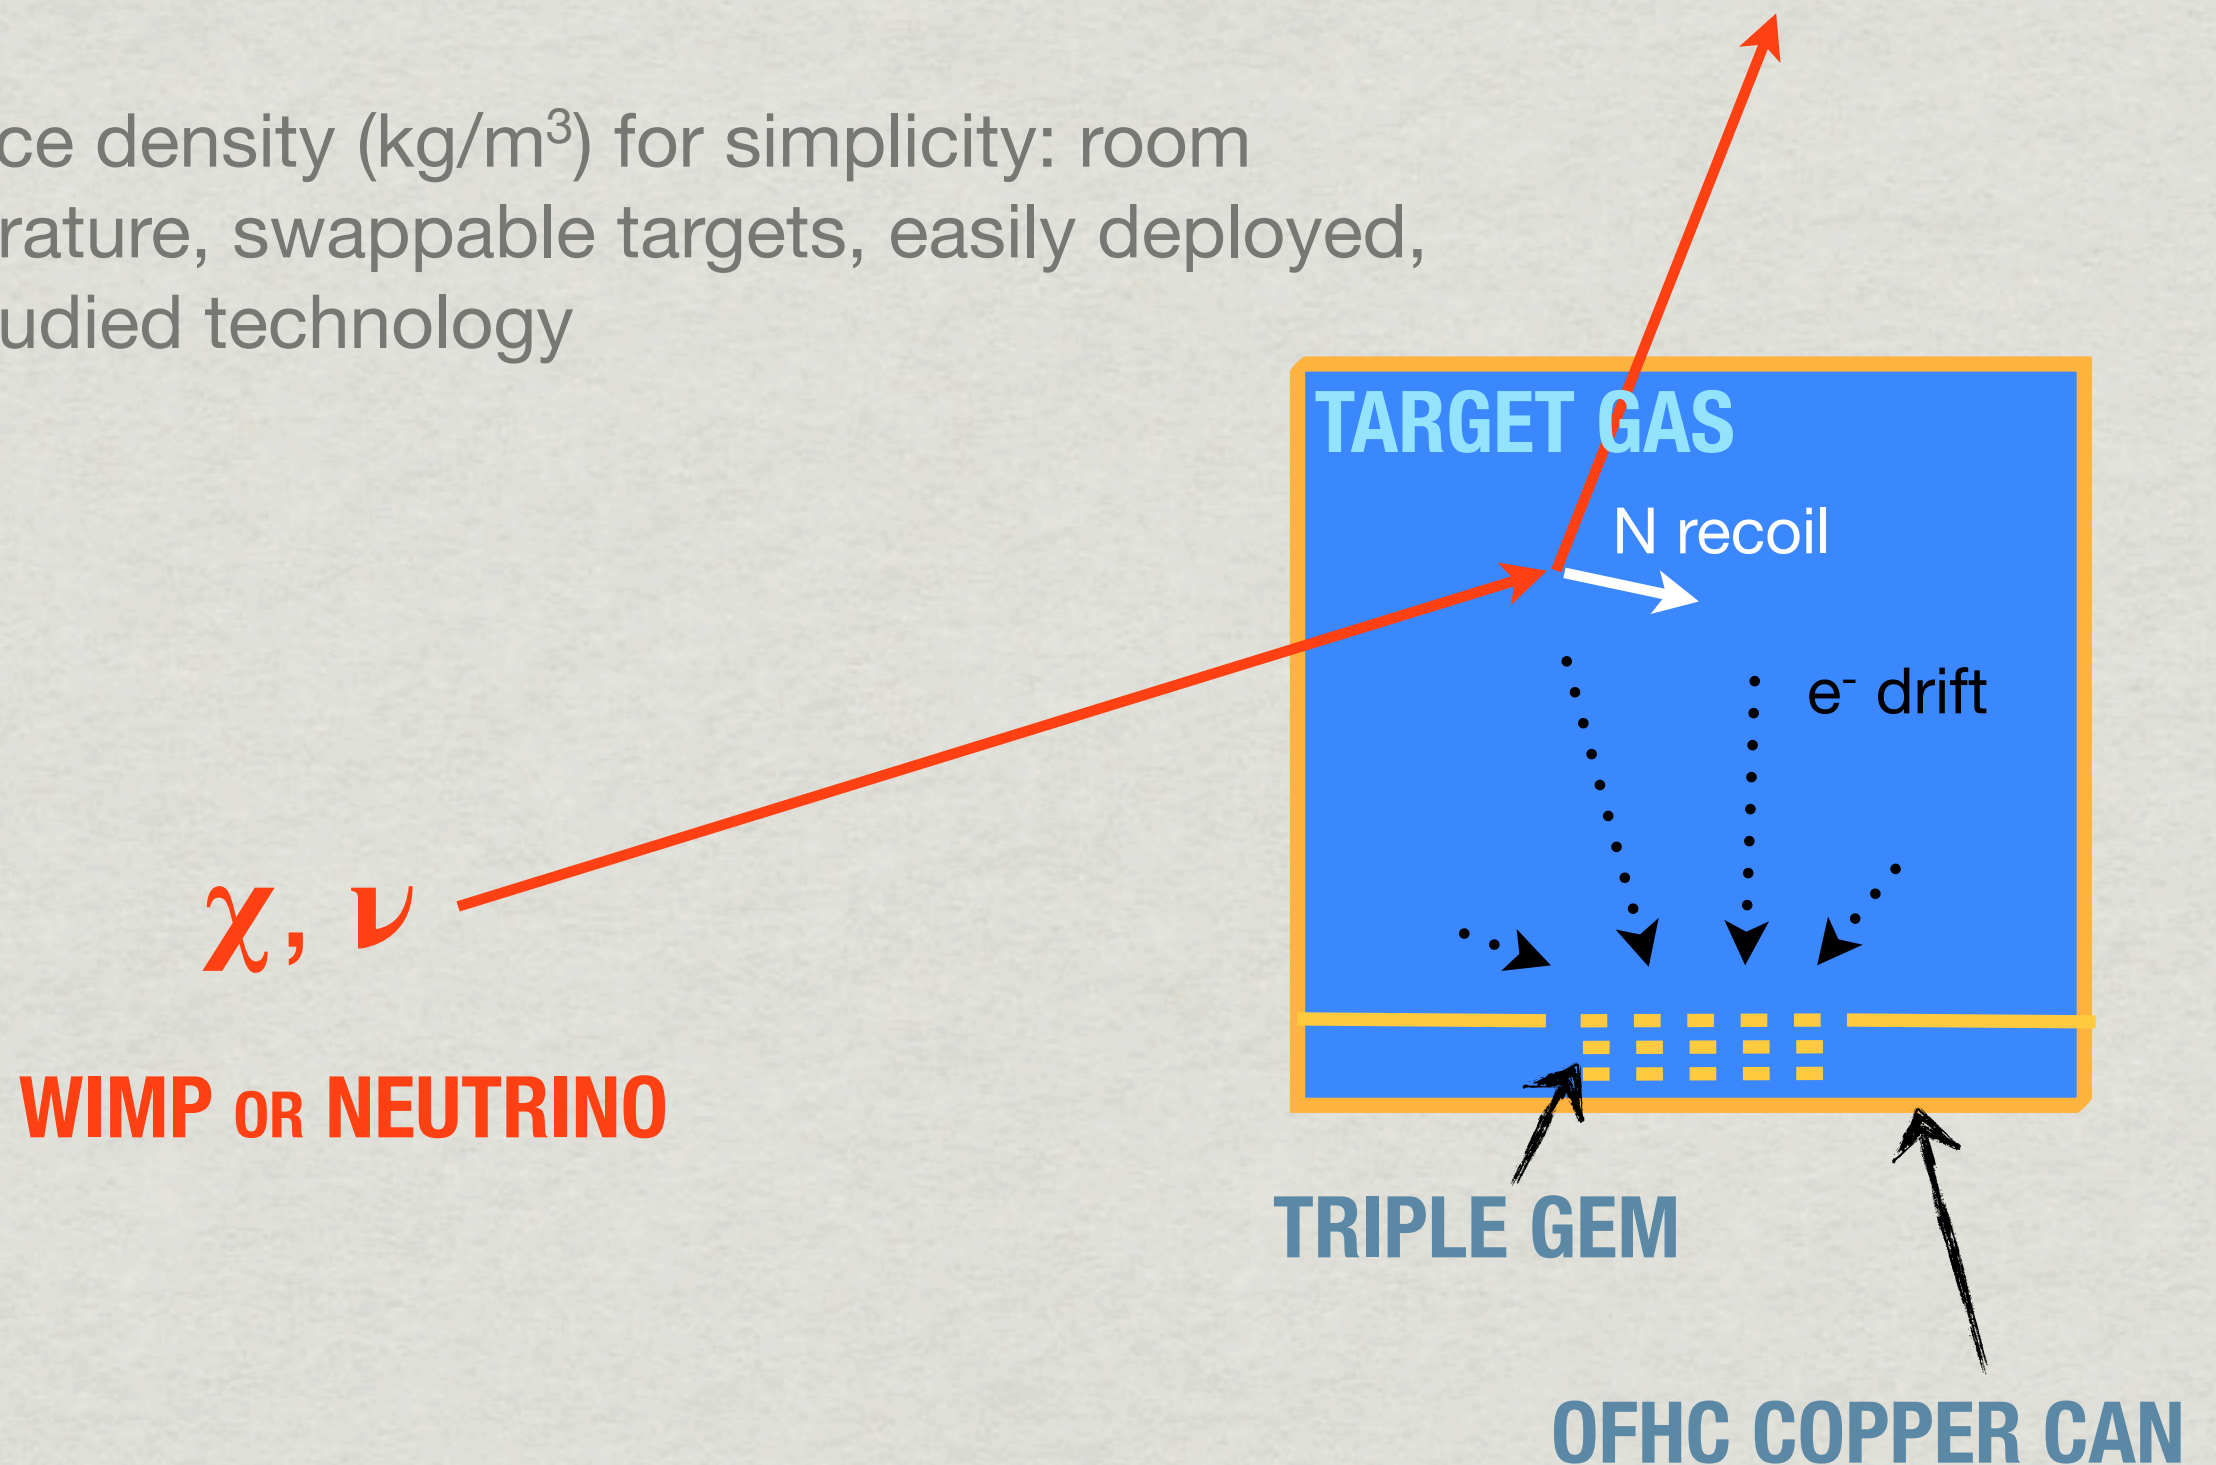 ce density (kg/m³) for simplicity: room
rature, swappable targets, easily deployed,
udied technology
TARGET GAS
N recoil
e⁻ drift
χ, ν
WIMP OR NEUTRINO
TRIPLE GEM
OFHC COPPER CAN